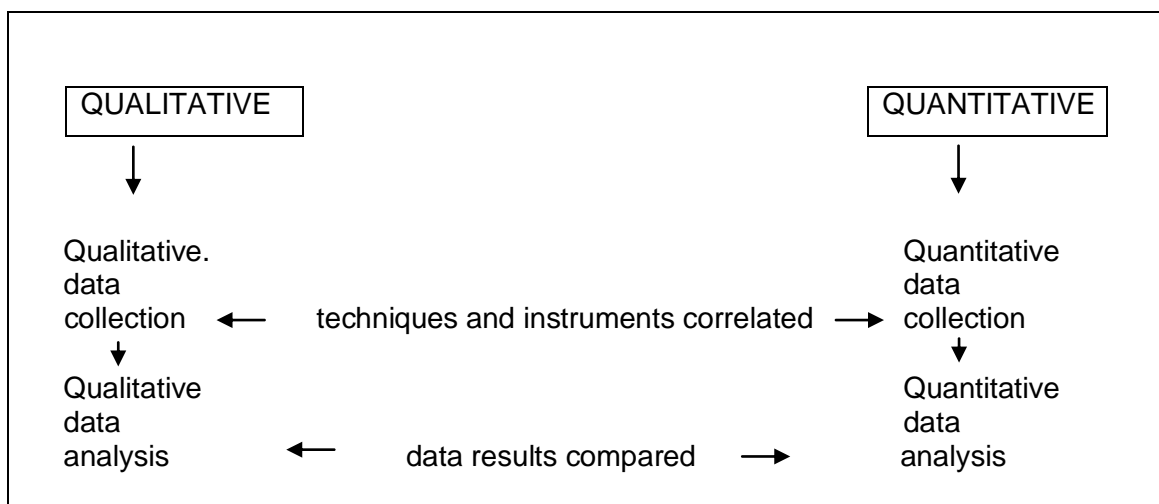 QUALITATIVE
QUANTITATIVE
Qualitative.
data
collection
techniques and instruments correlated
Quantitative
data
collection
Qualitative
data
analysis
data results compared
Quantitative
data
analysis